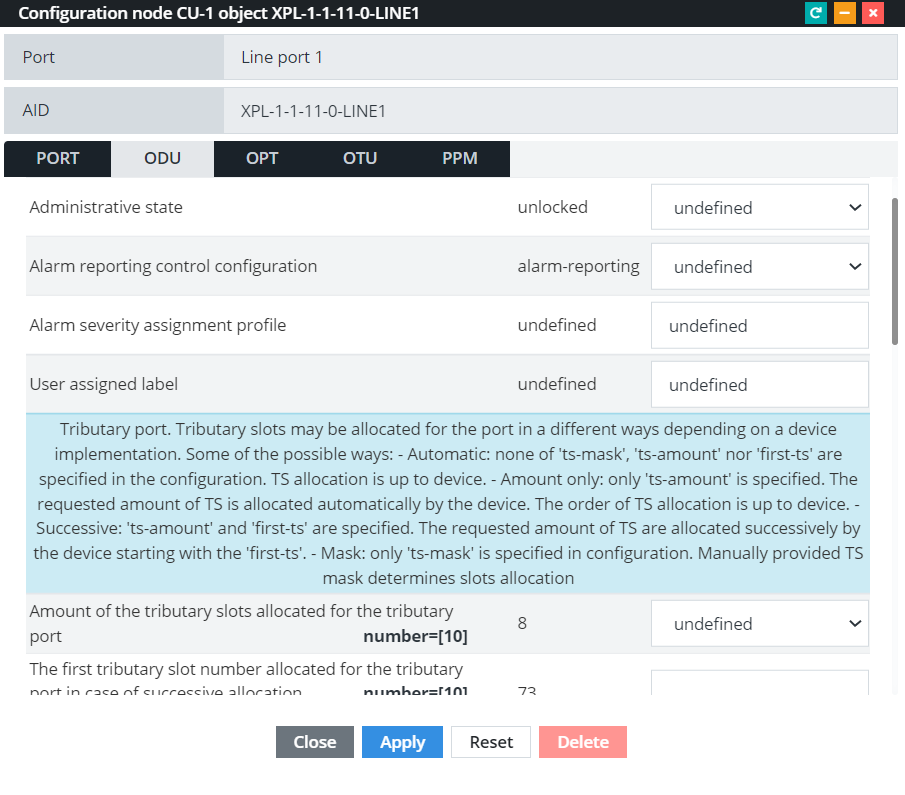 Configuration node CU-1 object XPL-1-1-11-0-LINE1
Port Line port 1
AID XPL-1-1-11-0-LINE1
PORT ODU OPT OTU PPM
Administrative state unlocked undefined
Alarm reporting control configuration alarm-reporting undefined
Alarm severity assignment profile undefined undefined
User assigned label undefined undefined
Tributary port. Tributary slots may be allocated for the port in a different ways depending on a device
implementation. Some of the possible ways: - Automatic: none of 'ts-mask', 'ts-amount' nor 'first-ts' are
specified in the configuration. TS allocation is up to device. - Amount only: only 'ts-amount' is specified. The
requested amount of TS is allocated automatically by the device. The order of TS allocation is up to device. -
Successive: 'ts-amount' and 'first-ts' are specified. The requested amount of TS are allocated successively by
the device starting with the 'first-ts'. - Mask: only 'ts-mask' is specified in configuration. Manually provided TS
mask determines slots allocation
Amount of the tributary slots allocated for the tributary
port number=[10] 8 undefined
The first tributary slot number allocated for the tributary
port in case of successive allocation number=[10] 73
Close Apply Reset Delete